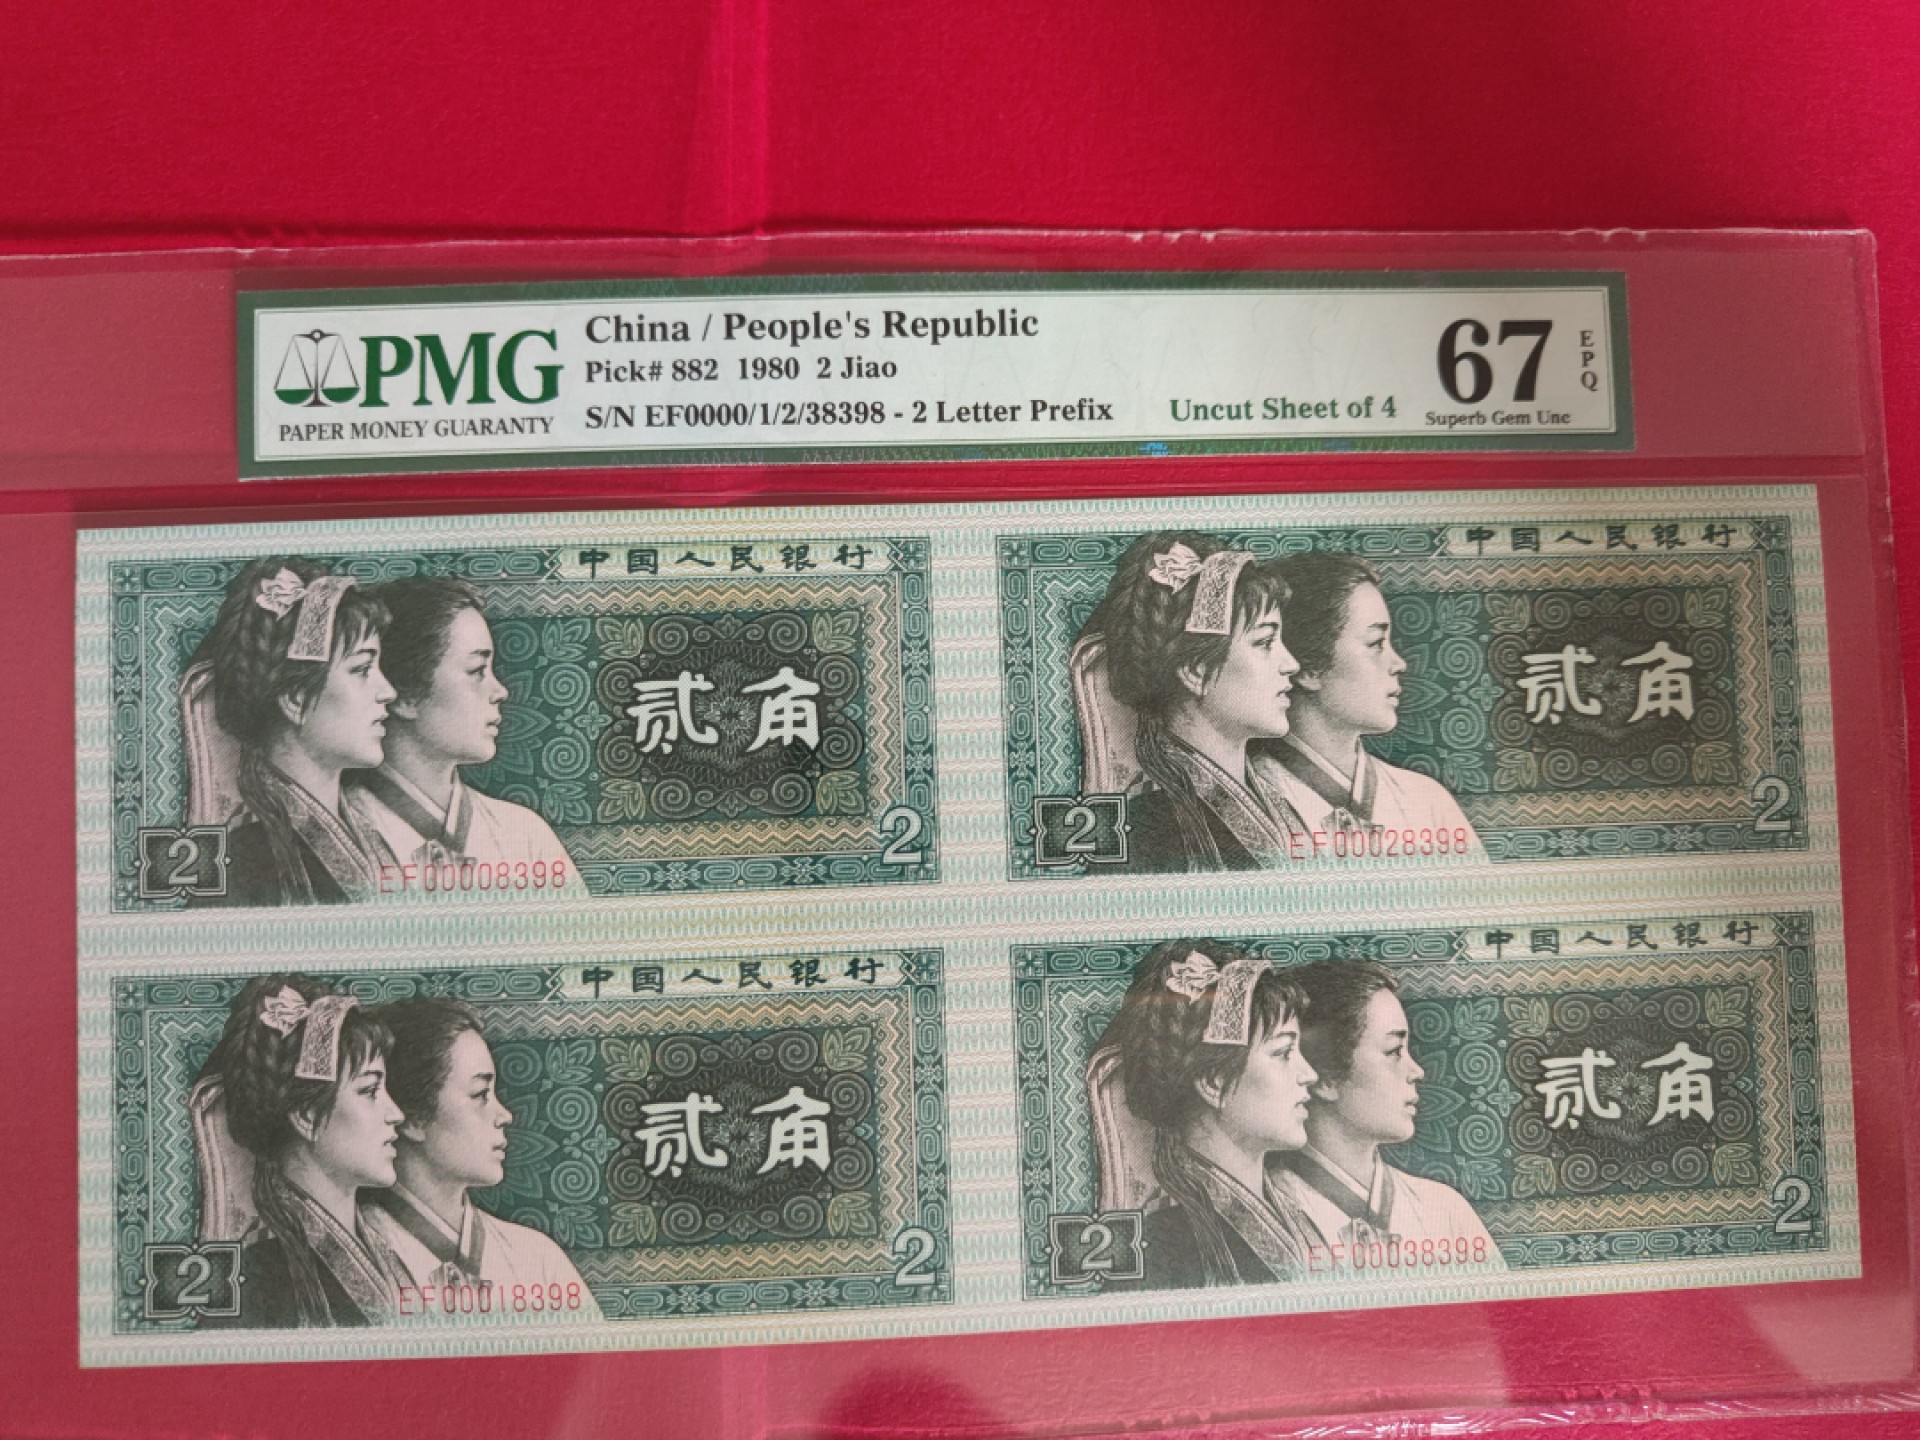 PMG
PAPER MONEY GUARANTY
China / People's Republic
Pick# 882 1980 2 Jiao
S/N EF0000/1/2/38398 - 2 Letter Prefix
Uncut Sheet of 4
67
EPQ
Superb Gem Unc
中国人民银行
贰角
2
2
EF00008398
中国人民银行
贰角
2
2
EF00028398
中国人民银行
贰角
2
2
EF00018398
中国人民银行
贰角
2
2
EF00038398